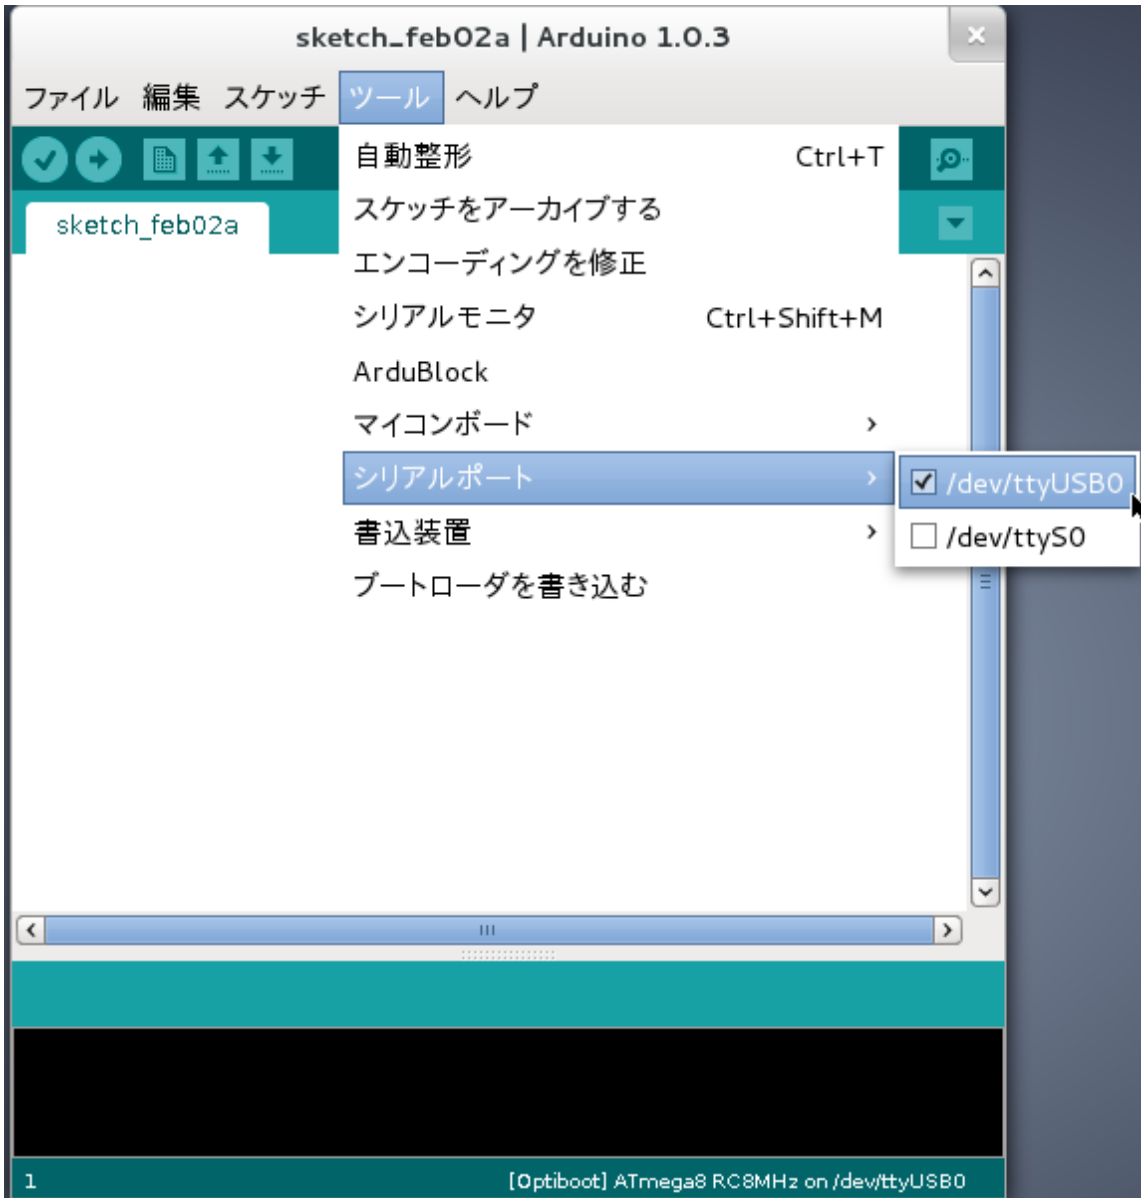 sketch_feb02a | Arduino 1.0.3
ファイル 編集 スケッチ ツール ヘルプ
sketch_feb02a
自動整形 Ctrl+T
スケッチをアーカイブする
エンコーディングを修正
シリアルモニタ Ctrl+Shift+M
ArduBlock
マイコンボード
シリアルポート
/dev/ttyUSB0
書込装置
/dev/ttyS0
ブートローダを書き込む
1 [Optiboot] ATmega8 RC8MHz on /dev/ttyUSB0